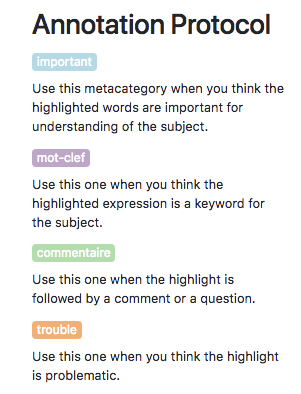 Annotation Protocol
important
Use this metacategory when you think the
highlighted words are important for
understanding of the subject.
mot-clef
Use this one when you think the
highlighted expression is a keyword for
the subject.
commentaire
Use this one when the highlight is
followed by a comment or a question.
trouble
Use this one when you think the highlight
is problematic.